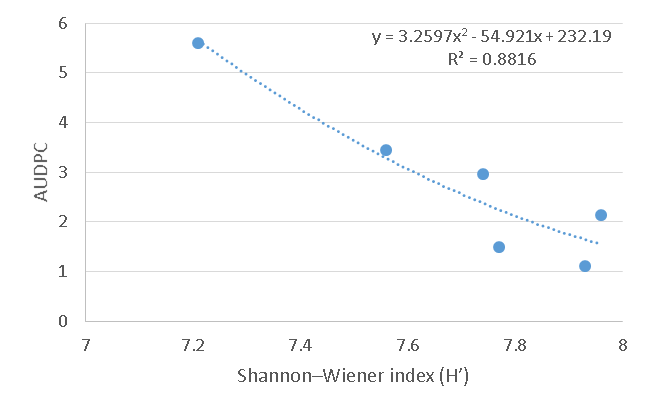 y = 3.2597x² - 54.921x + 232.19
R² = 0.8816
6
5
4
3
2
1
0
AUDPC
7 7.2 7.4 7.6 7.8 8
Shannon–Wiener index (H’)